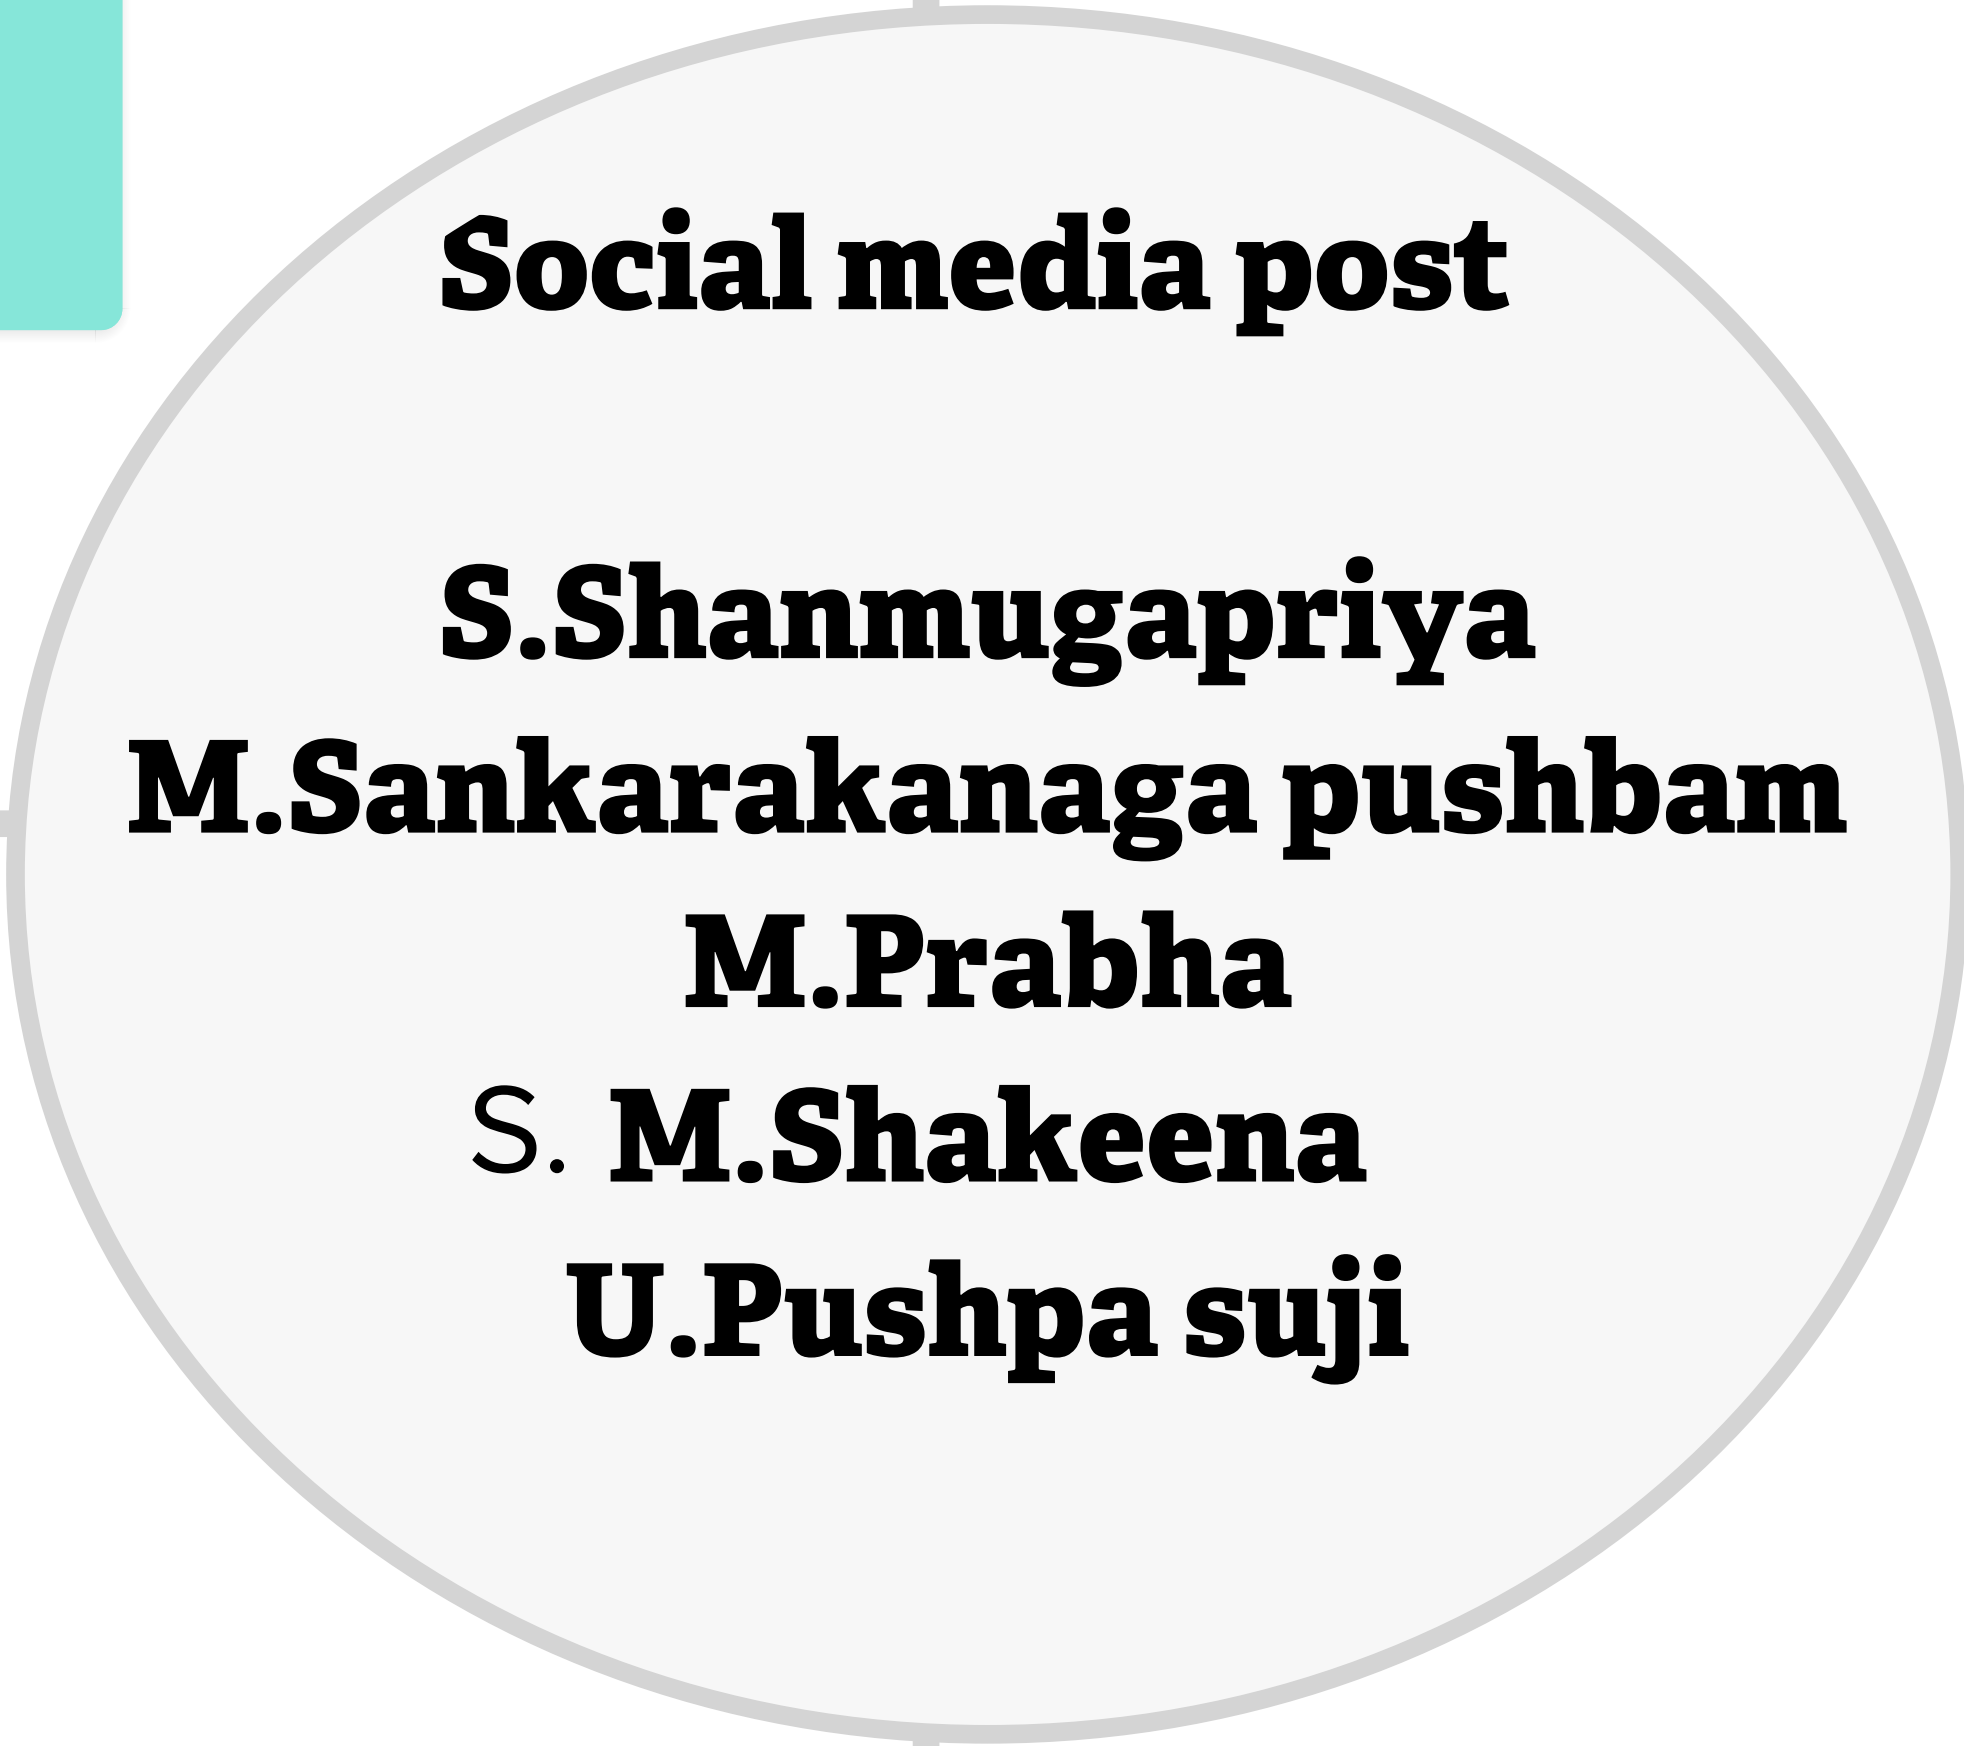 Social media post
S.Shanmugapriya
M.Sankarakanaga pushbam
M.Prabha
S. M.Shakeena
U.Pushpa suji